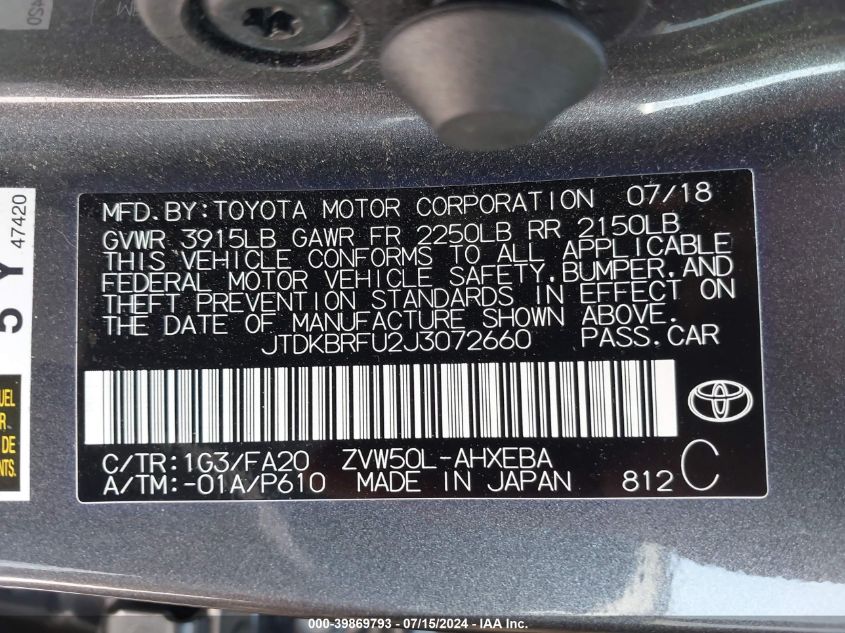 MFD.BY:TOYOTA MOTOR CORPORATION 07/18
GVWR 3915LB GAWR FR 2250LB RR 2150LB
THIS VEHICLE CONFORMS TO ALL APPLICABLE
FEDERAL MOTOR VEHICLE SAFETY,BUMPER,AND
THEFT PREVENTION STANDARDS IN EFFECT ON
THE DATE OF MANUFACTURE SHOWN ABOVE.
JTDKBRFU2J3072660 PASS.CAR
C/TR:1G3/FA20 ZVW50L-AHXEBA
A/TM:-01A/P610 MADE IN JAPAN 812 C
5 Y
47420
UEL
R
DE
000-39869793 - 07/15/2024 - IAA Inc.